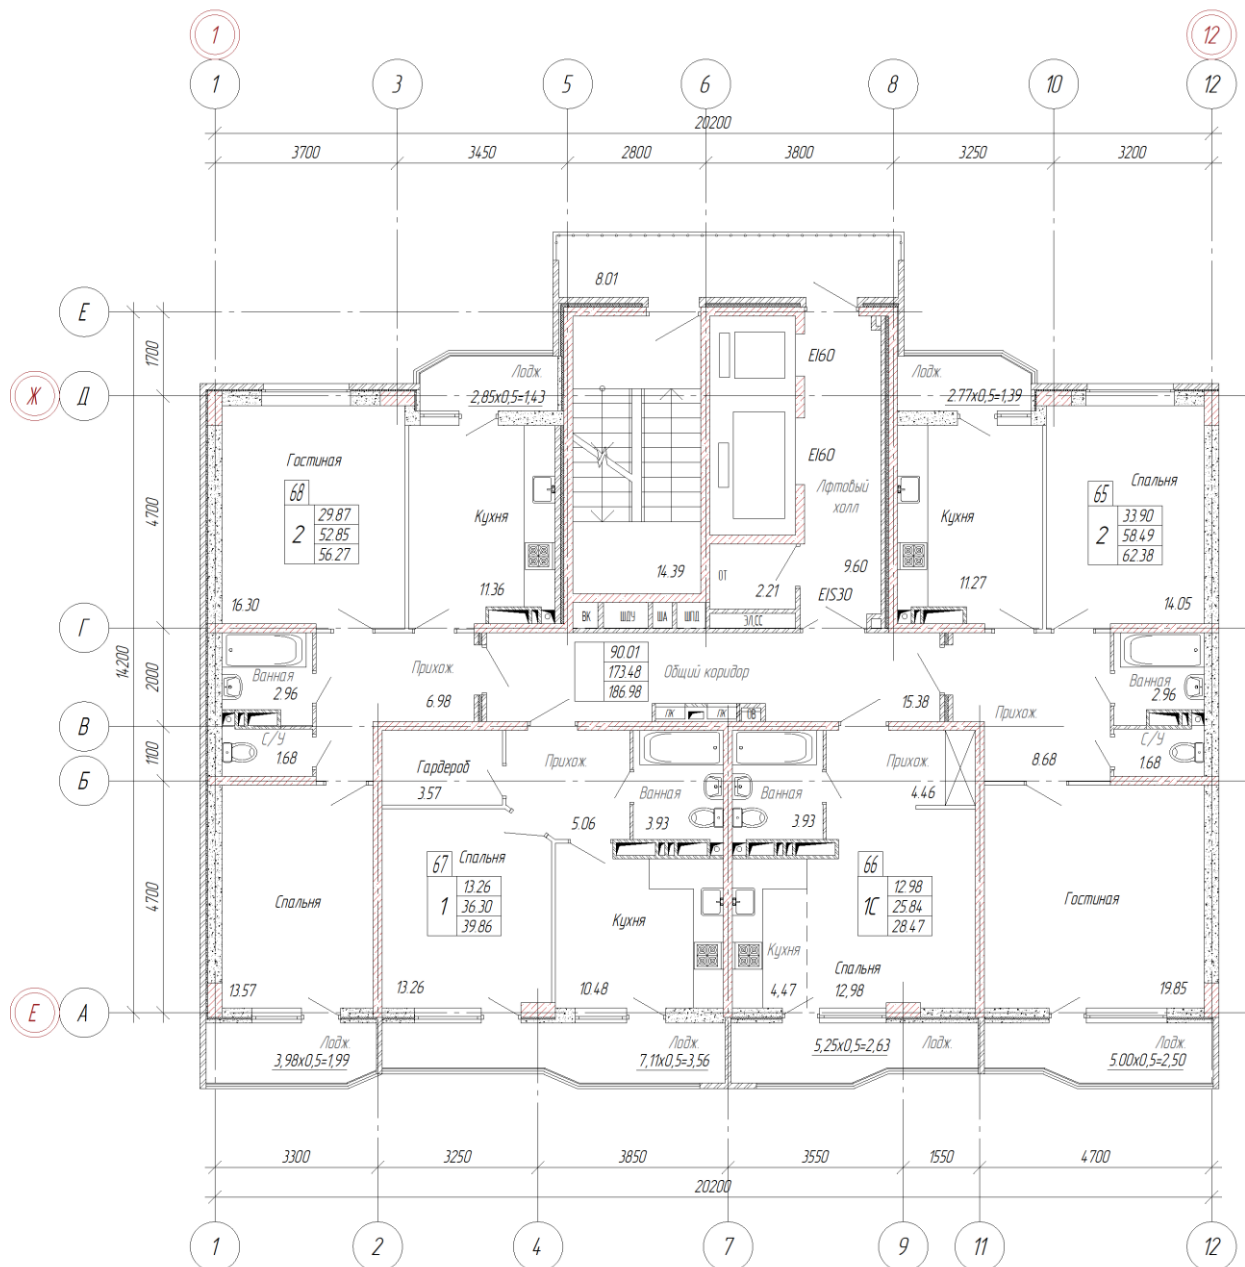 1
12
1
3
5
6
8
10
12
20200
3700
3450
2800
3800
3250
3200
8.01
Е
1700
EI60
Лодж.
2,85х0,5=1,43
Лодж.
2.77х0,5=1,39
Ж
Д
Гостиная
68
29.87
2
52.85
56.27
Кухня
EI60
Лфтовый
холл
Кухня
Спальня
65
33.90
2
58.49
62.38
4700
16.30
11.36
14.39
ОТ
2.21
9.60
EIS30
11.27
14.05
ВК
ШДУ
ША
ШПД
ЭЛ.СС
Г
14200
2000
Ванная
2.96
Прихож.
6.98
90.01
173.48
186.98
Общий коридор
15.38
Прихож.
Ванная
2.96
ПК
ПК
ОВ
В
С/У
1.68
С/У
1.68
8.68
1100
Гардероб
3.57
Прихож.
5.06
Ванная
3.93
Ванная
3.93
Прихож.
4.46
Б
4700
Спальня
13.57
67
Спальня
13.26
1
36.30
39.86
13.26
Кухня
10.48
66
12.98
1С
25.84
28.47
Кухня
4,47
Спальня
12,98
Гостиная
19.85
Е
А
Лодж.
3,98х0,5=1,99
Лодж.
7,11х0,5=3,56
5,25х0,5=2,63
Лодж.
Лодж.
5.00х0,5=2,50
3300
3250
3850
3550
1550
4700
20200
1
2
4
7
9
11
12